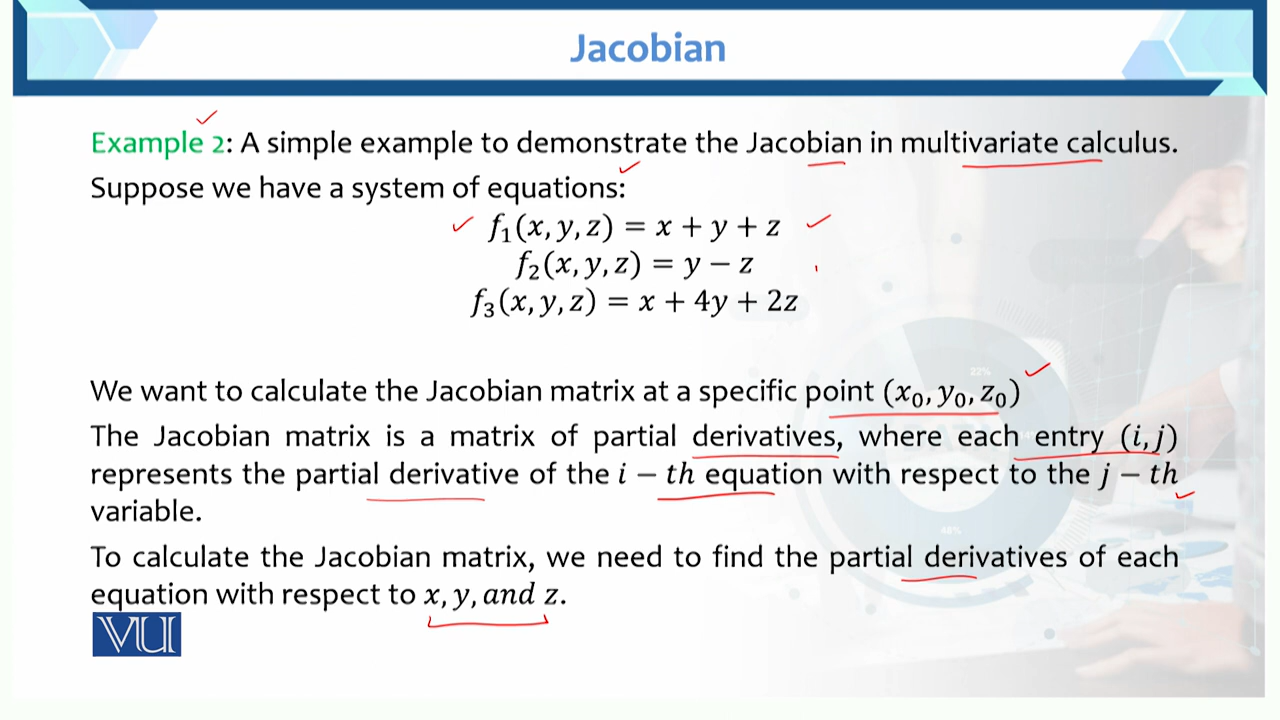 Jacobian
Example 2: A simple example to demonstrate the Jacobian in multivariate calculus.
Suppose we have a system of equations:
f₁(x, y, z) = x + y + z
f₂(x, y, z) = y − z
f₃(x, y, z) = x + 4y + 2z
22%
We want to calculate the Jacobian matrix at a specific point (x₀, y₀, z₀)
The Jacobian matrix is a matrix of partial derivatives, where each entry (i, j)
represents the partial derivative of the i − th equation with respect to the j − th
variable.
46%
To calculate the Jacobian matrix, we need to find the partial derivatives of each
equation with respect to x, y, and z.
VU